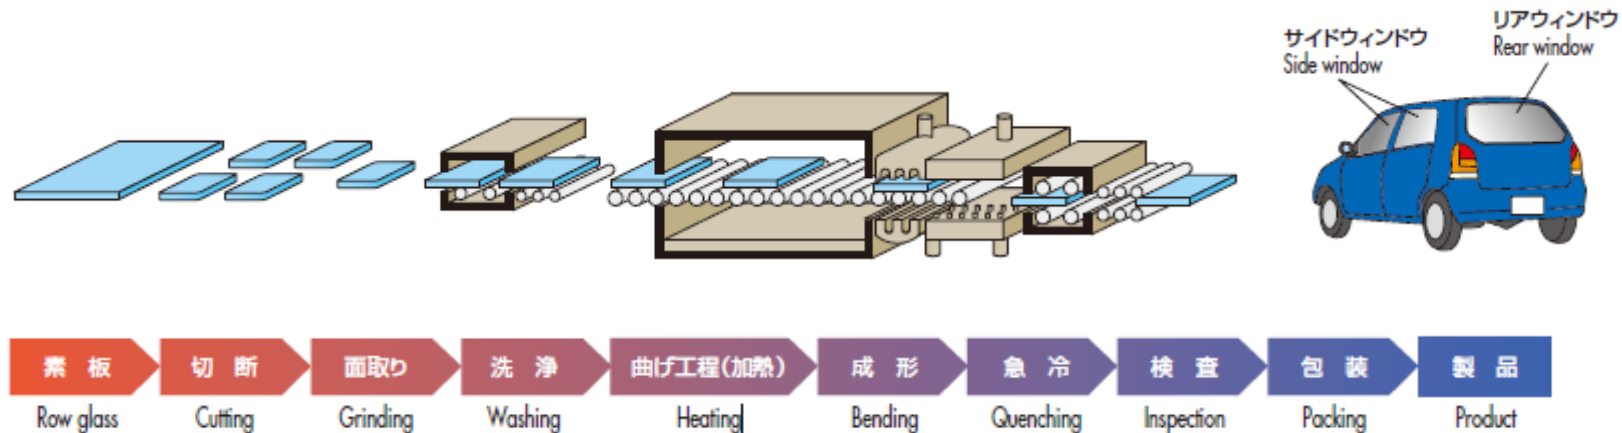 リアウィンドウ
Rear window
サイドウィンドウ
Side window
素板
切断
面取り
洗浄
曲げ工程(加熱)
成形
急冷
検査
包装
製品
Row glass
Cutting
Grinding
Washing
Heating
Bending
Quenching
Inspection
Packing
Product